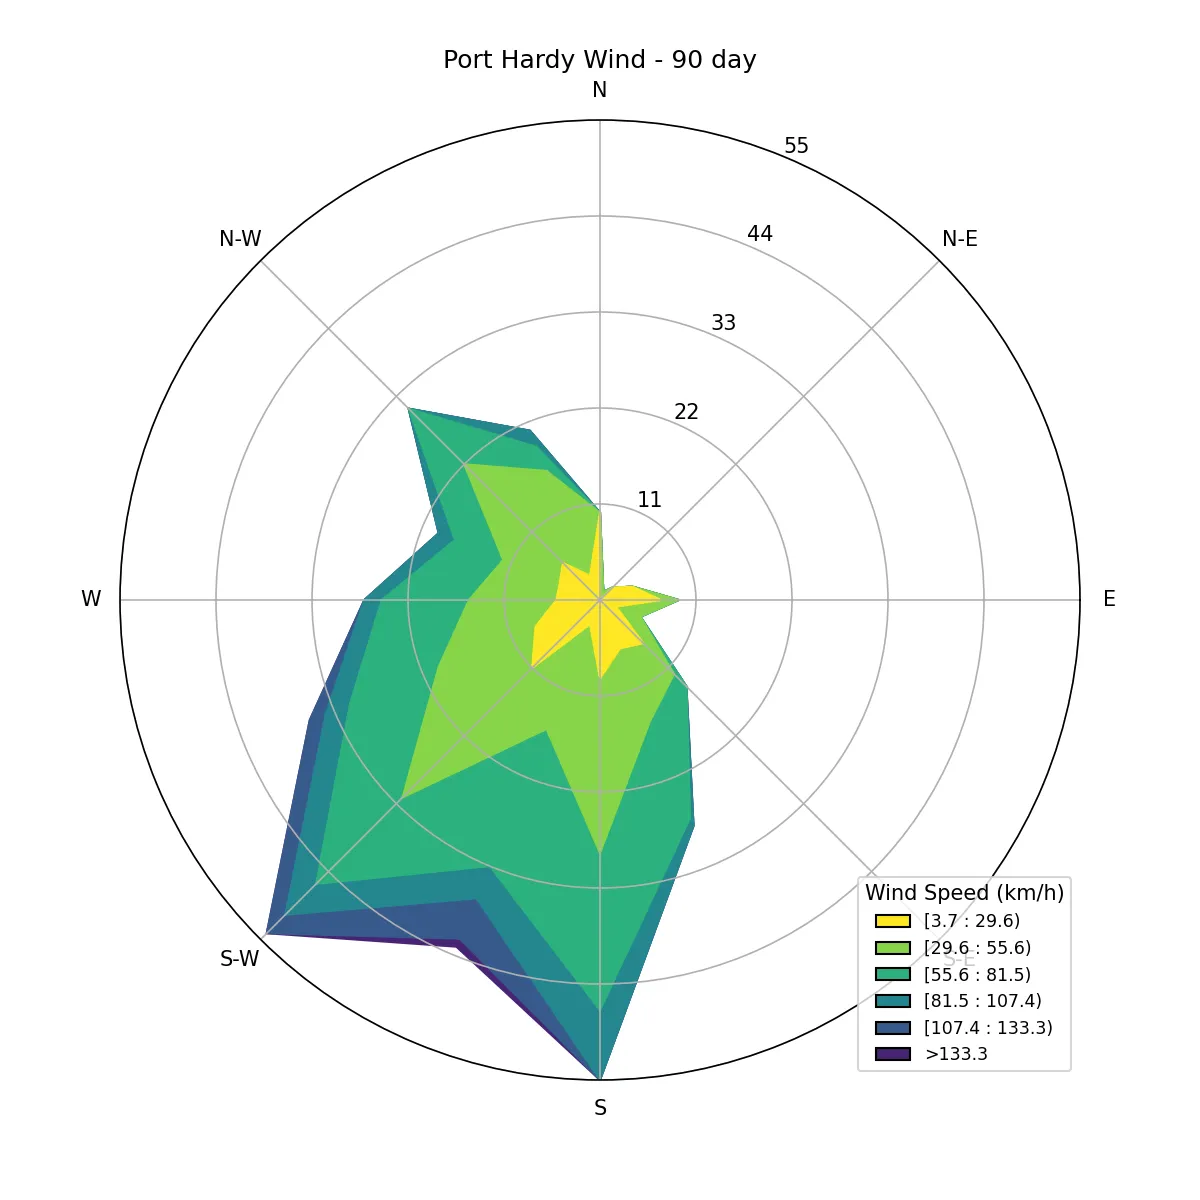 Port Hardy Wind - 90 day
N
55
44
N-W
N-E
33
22
11
W
E
Wind Speed (km/h)
[3.7 : 29.6)
[29.6 : 55.6)
S-W
S-E
[55.6 : 81.5)
[81.5 : 107.4)
[107.4 : 133.3)
>133.3
S